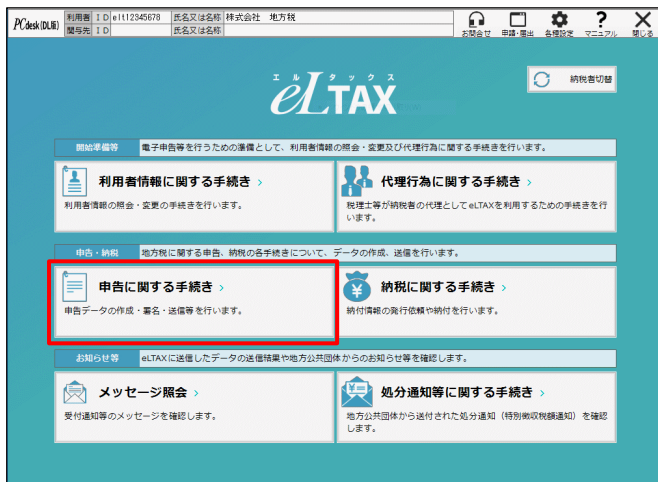 PCdesk(DL版)
利用者 ID elt12345678 氏名又は名称 株式会社 地方税
関与先 ID 氏名又は名称
お問合せ 申請・届出 各種設定 マニュアル 閉じる
エルタックス
eLTAX
納税者切替
開始準備等 電子申告等を行うための準備として、利用者情報の照会・変更及び代行行為に関する手続きを行います。
利用者情報に関する手続き
利用者情報の照会・変更の手続きを行います。
代理行為に関する手続き
税理士等が納税者の代理としてeLTAXを利用するための手続きを行
います。
申告・納税 地方税に関する申告、納税の各手続きについて、データの作成、送信を行います。
申告に関する手続き
申告データの作成・署名・送信等を行います。
納税に関する手続き
納付情報の発行依頼や納付を行います。
お知らせ等 eLTAXに送信したデータの送信結果や地方公共団体からのお知らせ等を確認します。
メッセージ照会
受付通知等のメッセージを確認します。
処分通知等に関する手続き
地方公共団体から送付された処分通知（特別徴収税額通知）を確認
します。